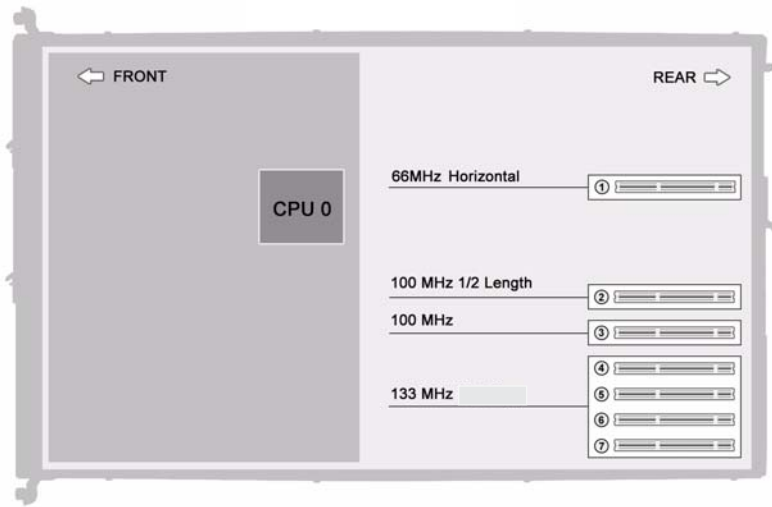 FRONT
REAR
CPU 0
66MHz Horizontal
1
100 MHz 1/2 Length
2
100 MHz
3
133 MHz
4
5
6
7